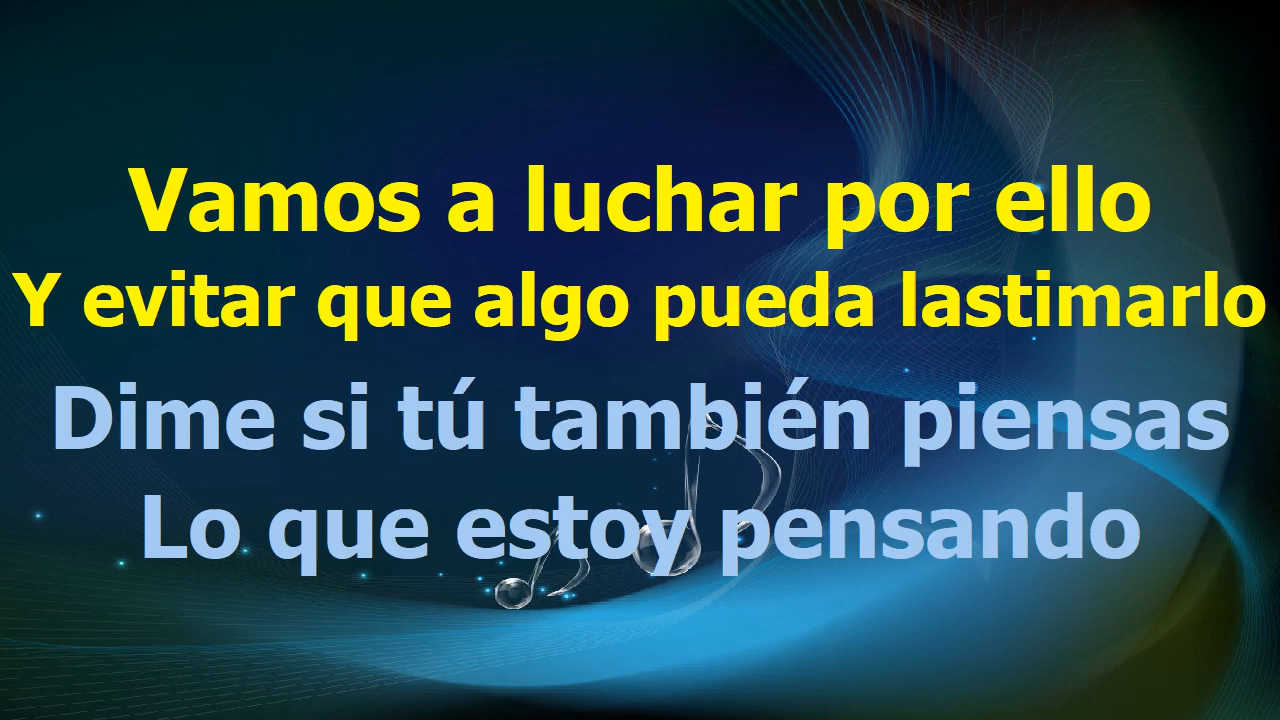 Vamos a luchar por ello
Y evitar que algo pueda lastimarlo
Dime si tú también piensas
Lo que estoy pensando